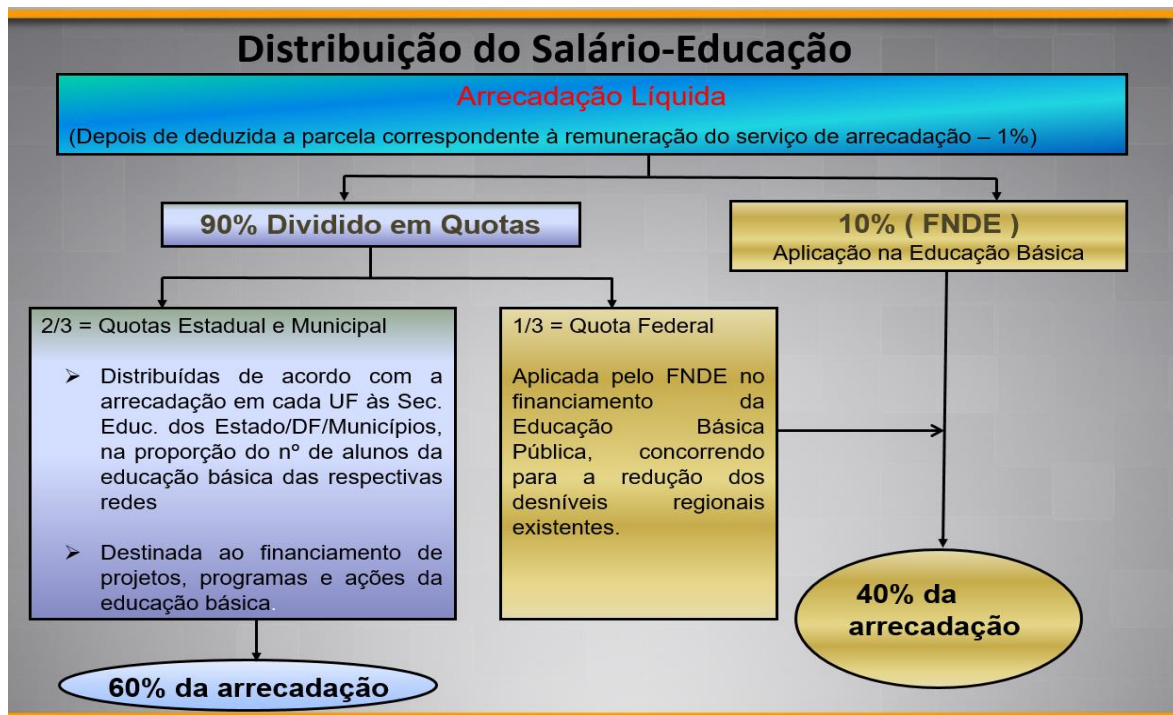 Distribuição do Salário-Educação
Arrecadação Líquida
(Depois de deduzida a parcela correspondente à remuneração do serviço de arrecadação – 1%)
90% Dividido em Quotas
10% ( FNDE )
Aplicação na Educação Básica
2/3 = Quotas Estadual e Municipal
➢ Distribuídas de acordo com a
arrecadação em cada UF às Sec.
Educ. dos Estado/DF/Municípios,
na proporção do nº de alunos da
educação básica das respectivas
redes
➢ Destinada ao financiamento de
projetos, programas e ações da
educação básica.
1/3 = Quota Federal
Aplicada pelo FNDE no
financiamento da
Educação Básica
Pública, concorrendo
para a redução dos
desníveis regionais
existentes.
40% da
arrecadação
60% da arrecadação